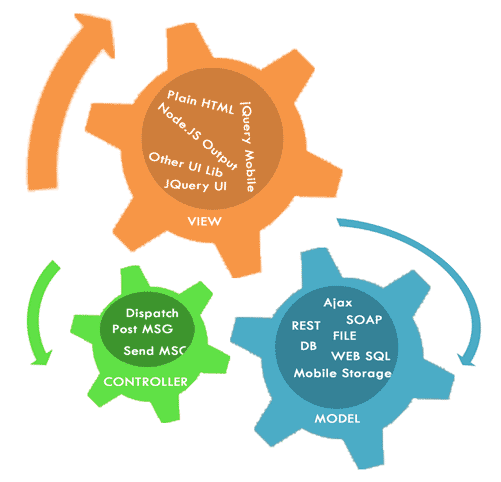 Plain HTML
Node.JS Output
jQuery Mobile
Other UI Lib
JQuery UI
VIEW
Dispatch
Post MSG
Send MSG
CONTROLLER
Ajax
SOAP
REST
FILE
DB
WEB SQL
Mobile Storage
MODEL